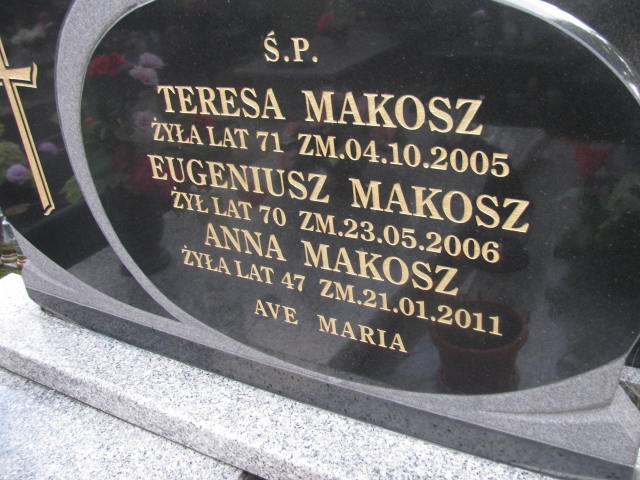 Ś.P.
TERESA MAKOSZ
ŻYŁA LAT 71 ZM.04.10.2005
EUGENIUSZ MAKOSZ
ŻYŁ LAT 70 ZM.23.05.2006
ANNA MAKOSZ
ŻYŁA LAT 47 ZM.21.01.2011
AVE MARIA